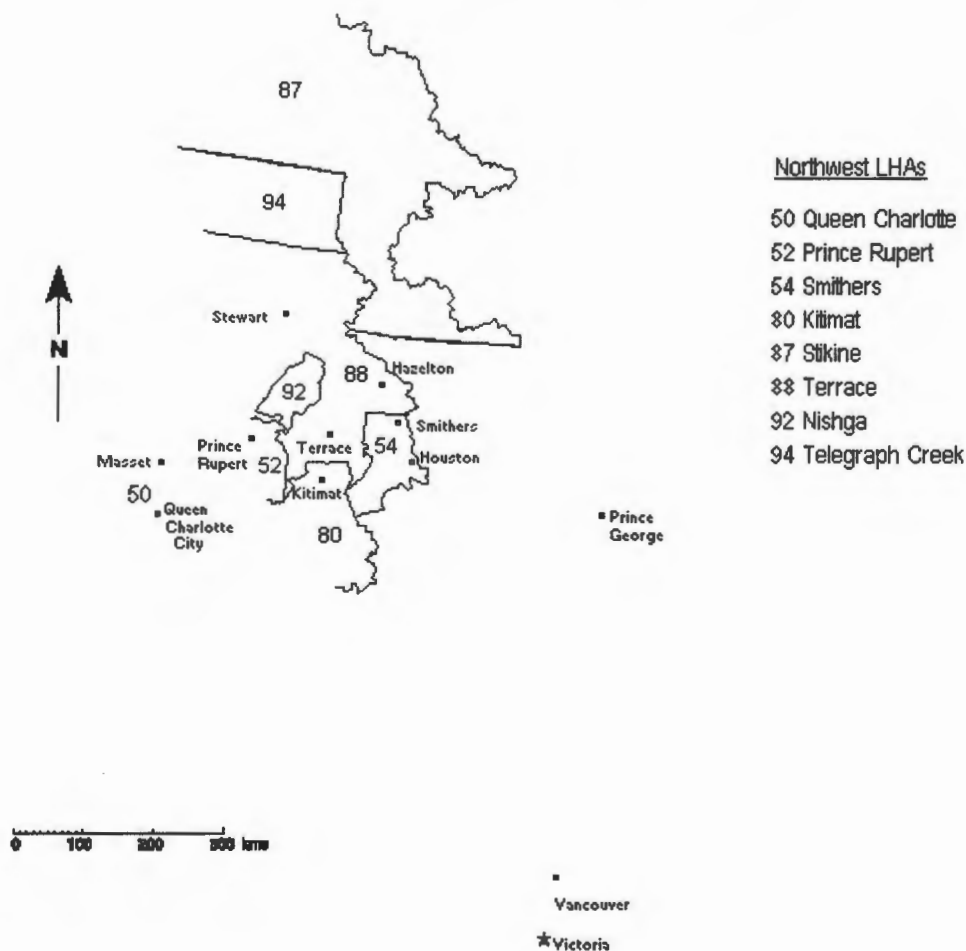 87
94
Stewart
N
Hazelton
88
92
Smithers
Prince
Rupert
Terrace
54
52
Houston
Masset
50
Kitimat
Queen
Charlotte
City
80
Prince
George
Northwest LHAs
50 Queen Charlotte
52 Prince Rupert
54 Smithers
80 Kitimat
87 Stikine
88 Terrace
92 Nishga
94 Telegraph Creek
0 100 200 300 kms
Vancouver
Victoria